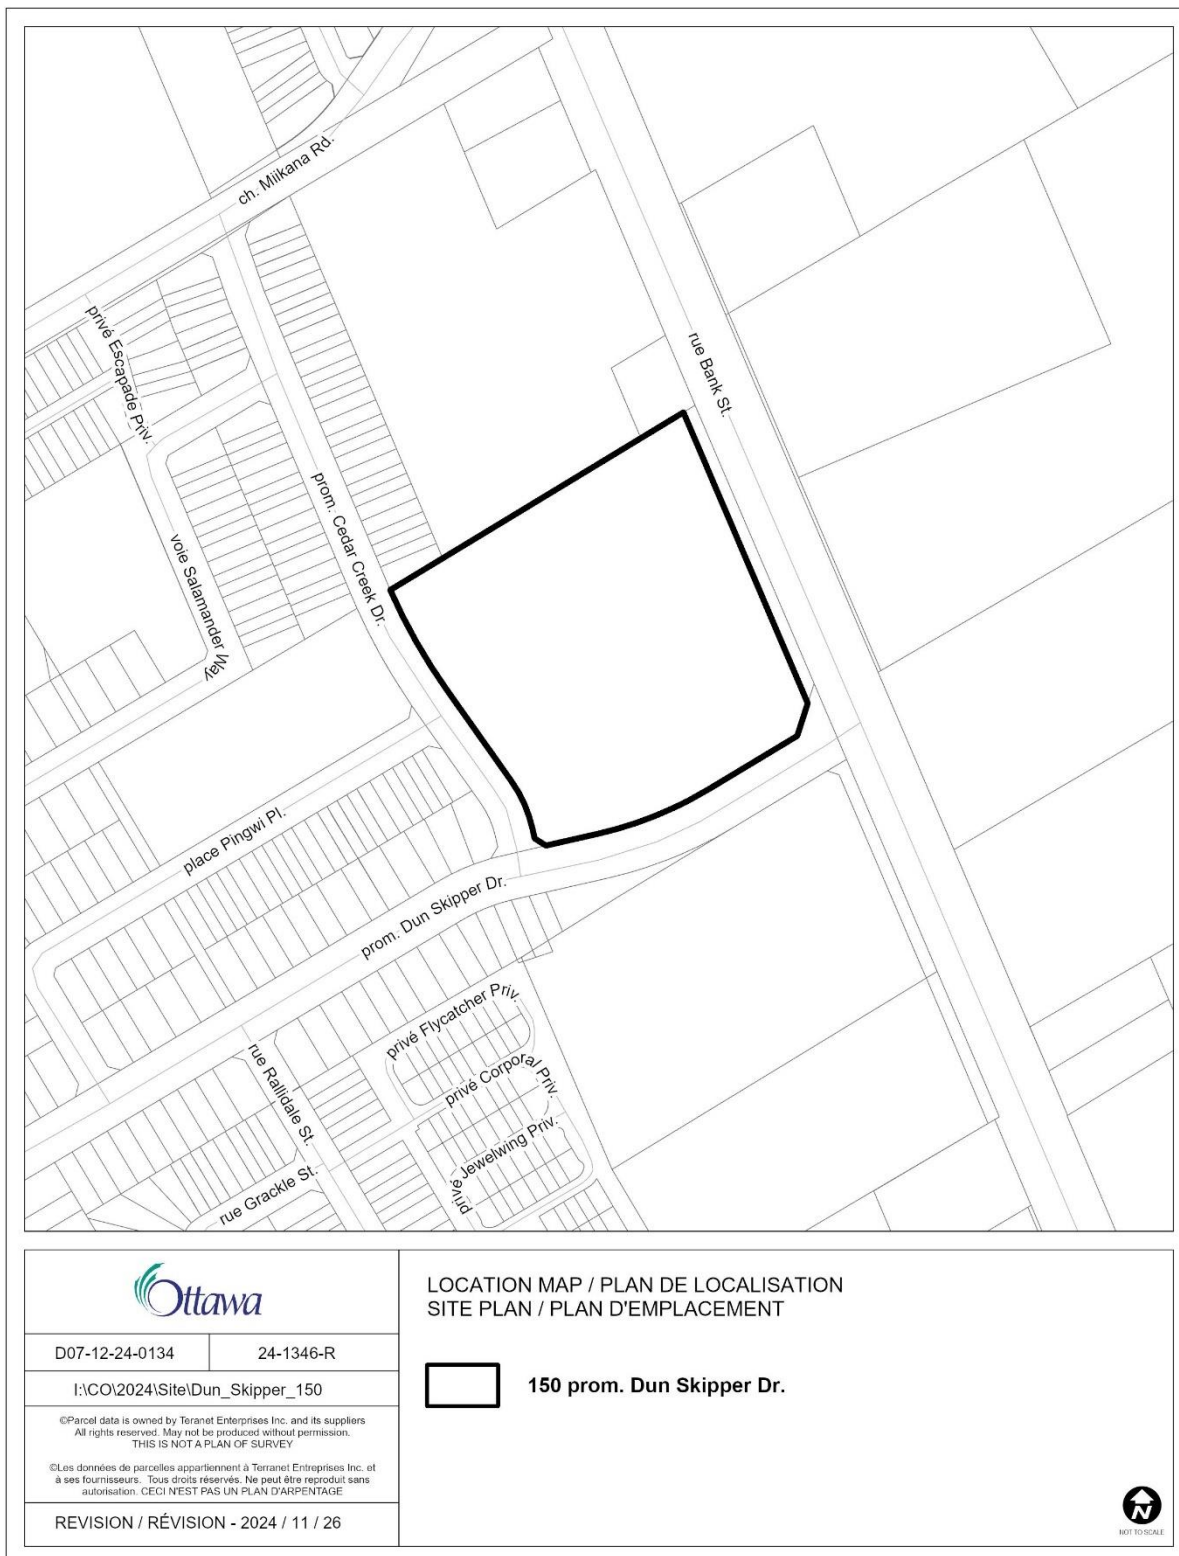 ch. Miikana Rd.
privé Escapade Priv.
rue Bank St.
prom. Cedar Creek Dr.
voie Salamander Way
place Pingwi Pl.
prom. Dun Skipper Dr.
privé Flycatcher Priv.
rue Rallidale St.
privé Corporal Priv.
privé Jewelwing Priv.
rue Grackle St.
Ottawa
D07-12-24-0134
24-1346-R
I:\CO\2024\Site\Dun_Skipper_150
©Parcel data is owned by Teranet Enterprises Inc. and its suppliers
All rights reserved. May not be produced without permission.
THIS IS NOT A PLAN OF SURVEY
©Les données de parcelles appartiennent à Terranet Entreprises Inc. et
à ses fournisseurs. Tous droits réservés. Ne peut être reproduit sans
autorisation. CECI N'EST PAS UN PLAN D'ARPENTAGE
REVISION / RÉVISION - 2024 / 11 / 26
LOCATION MAP / PLAN DE LOCALISATION
SITE PLAN / PLAN D'EMPLACEMENT
150 prom. Dun Skipper Dr.
N
NOT TO SCALE